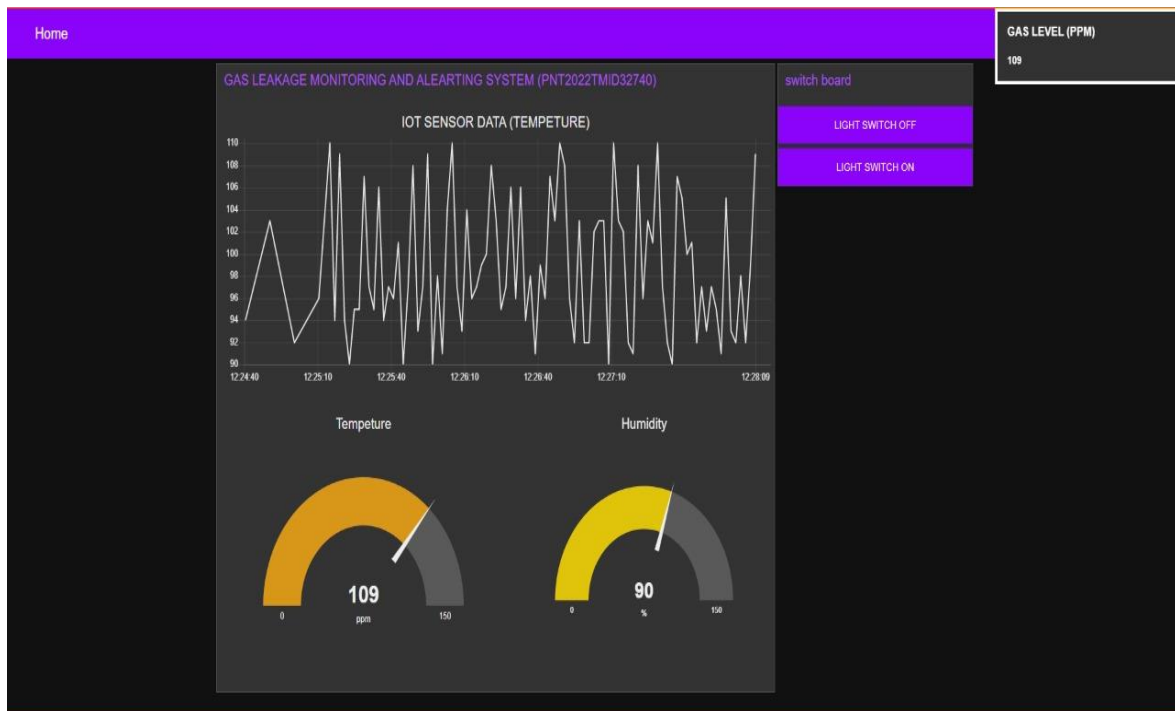 Home
GAS LEVEL (PPM)
109
GAS LEAKAGE MONITORING AND ALEARTING SYSTEM (PNT2022TMID32740)
switch board
LIGHT SWITCH OFF
LIGHT SWITCH ON
IOT SENSOR DATA (TEMPETURE)
110
108
106
104
102
100
98
96
94
92
90
12:24:40 12:25:10 12:25:40 12:26:10 12:26:40 12:27:10 12:28:09
Tempeture
109
ppm
0 150
Humidity
90
%
0 150